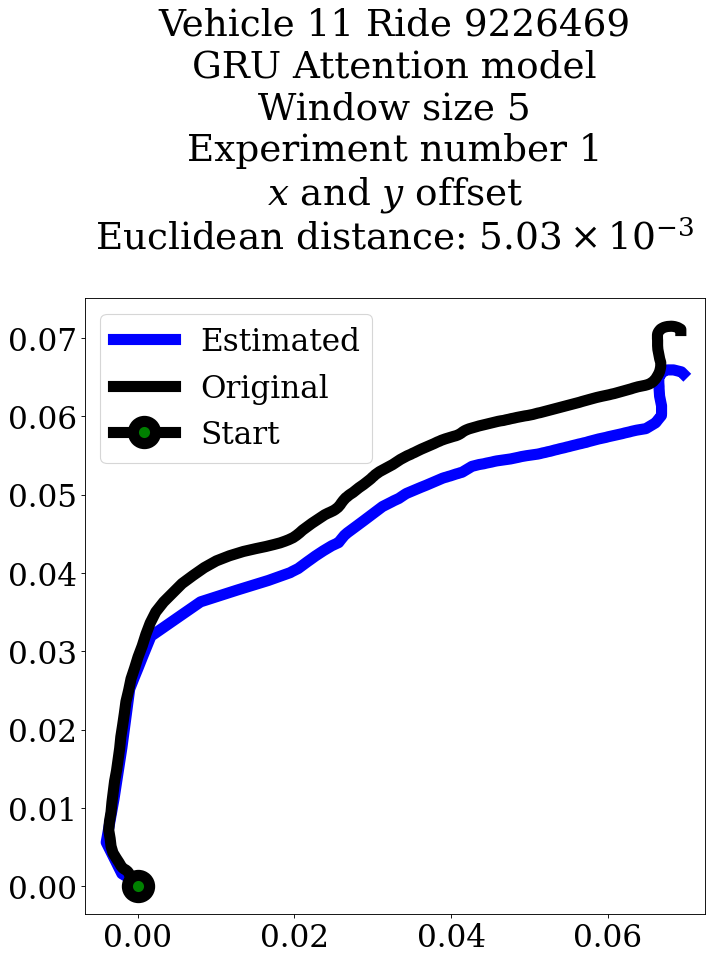 Vehicle 11 Ride 9226469
GRU Attention model
Window size 5
Experiment number 1
x and y offset
Euclidean distance: 5.03 × 10⁻³
Estimated
Original
Start
0.07
0.06
0.05
0.04
0.03
0.02
0.01
0.00
0.00 0.02 0.04 0.06